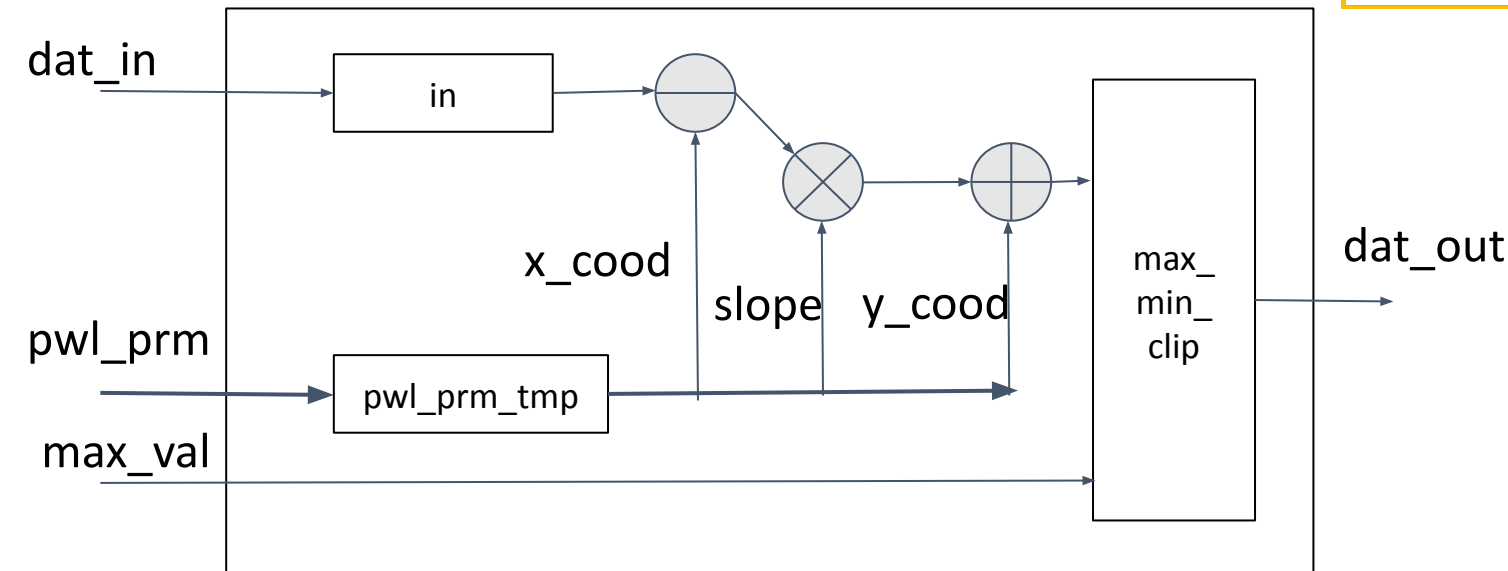 dat_in
in
x_cood
slope
y_cood
max_
min_
clip
dat_out
pwl_prm
pwl_prm_tmp
max_val